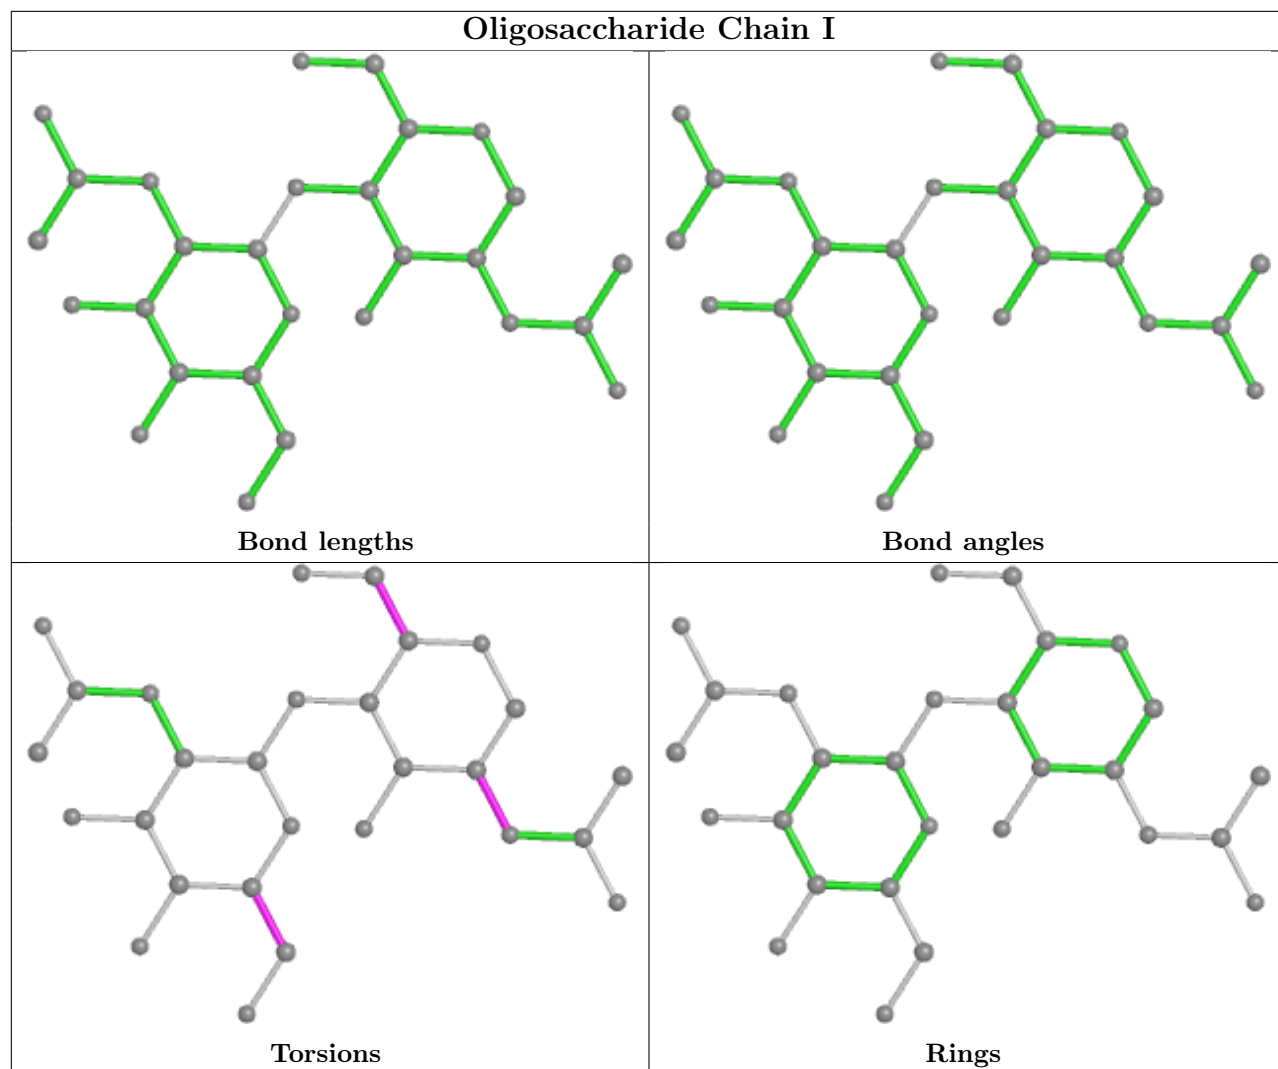 Oligosaccharide Chain I
Bond lengths
Bond angles
Torsions
Rings